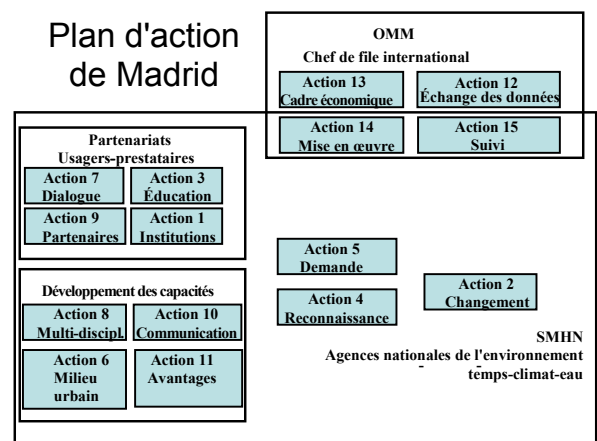 Plan d'action
de Madrid
OMM
Chef de file international
Action 13
Cadre économique
Action 12
Échange des données
Action 14
Mise en œuvre
Action 15
Suivi
Partenariats
Usagers-prestataires
Action 7
Dialogue
Action 3
Éducation
Action 9
Partenaires
Action 1
Institutions
Action 5
Demande
Action 4
Reconnaissance
Action 2
Changement
Développement des capacités
Action 8
Multi-discipl.
Action 10
Communication
Action 6
Milieu
urbain
Action 11
Avantages
SMHN
Agences nationales de l'environnement
temps-climat-eau